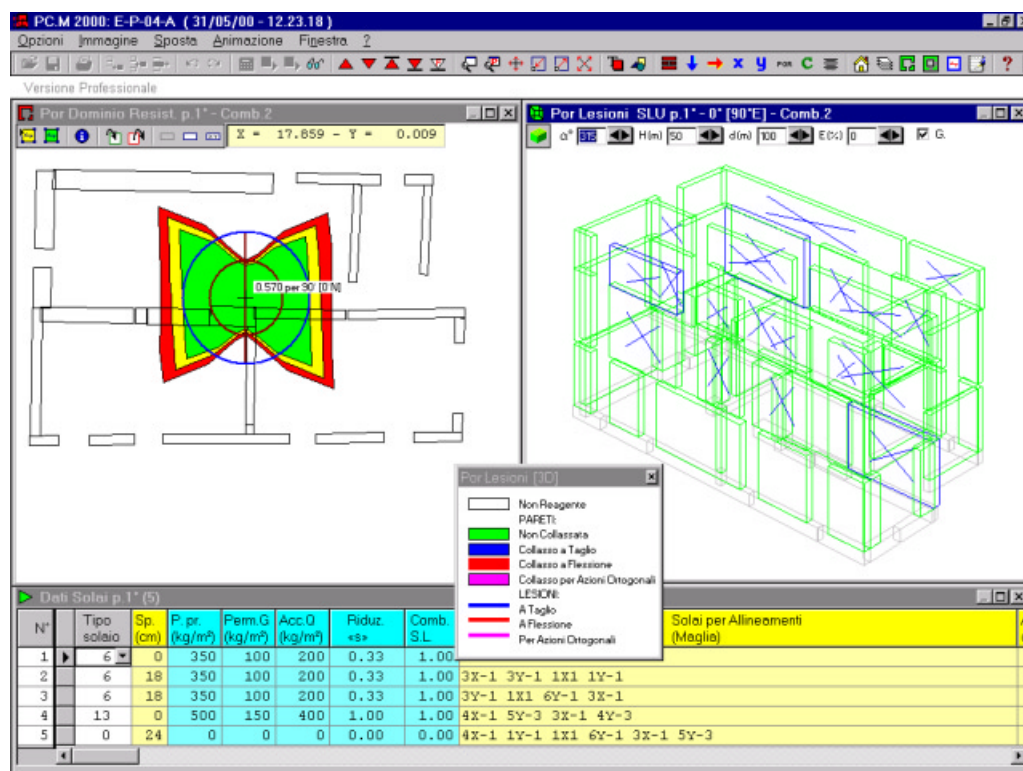 PC.M 2000: E-P-04-A ( 31/05/00 - 12.23.18 )
Opzioni Immagine Sposta Animazione Finestra ?
Versione Professionale
Por Dominio Resist. p.1° - Comb.2
X = 17.859 - Y = 0.009
0.570 per 90° [0 N]
Por Lesioni SLU p.1° - 0° [90°E] - Comb.2
α° 315 H(m) 50 d(m) 100 E(%) 0 G.
Por Lesioni [3D]
Non Reagente
PARETI:
Non Collassata
Collasso a Taglio
Collasso a Flessione
Collasso per Azioni Ortogonali
LESIONI:
A Taglio
A Flessione
Per Azioni Ortogonali
Dati Solai p.1° (5)
N° Tipo solaio Sp. (cm) P. pr. (kg/m²) Perm.G (kg/m²) Acc.Q (kg/m²) Riduz. «s» Comb. S.L Solai per Allineamenti (Maglia)
1 6 0 350 100 200 0.33 1.00
2 6 18 350 100 200 0.33 1.00 3X-1 3Y-1 1X1 1Y-1
3 6 18 350 100 200 0.33 1.00 3Y-1 1X1 6Y-1 3X-1
4 13 0 500 150 400 1.00 1.00 4X-1 5Y-3 3X-1 4Y-3
5 0 24 0 0 0 0.00 0.00 4X-1 1Y-1 1X1 6Y-1 3X-1 5Y-3